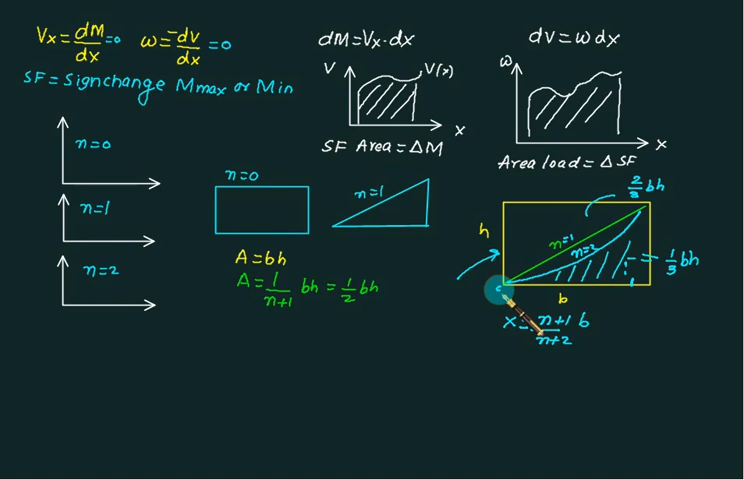 Vx = dM/dx = 0 ω = -dv/dx = 0
SF = Signchange Mmax or Min
dM = Vx · dx
V
V(x)
x
SF Area = ΔM
dv = ω dx
ω
x
Area load = Δ SF
n=0
n=1
n=2
n=0
n=1
A = bh
A = 1/n+1 bh = 1/2 bh
2/3 bh
h
n=1
n=2
= 1/3 bh
c
b
x = n+1/n+2 b